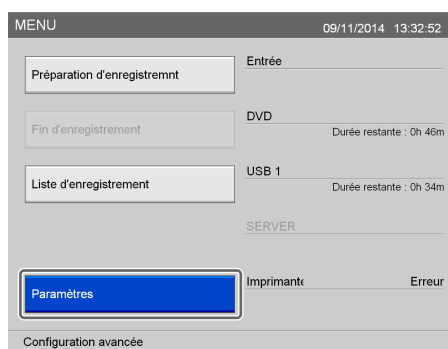 MENU 09/11/2014 13:32:52
Préparation d'enregistremnt
Entrée
Fin d'enregistrement
DVD
Durée restante : 0h 46m
Liste d'enregistrement
USB 1
Durée restante : 0h 34m
SERVER
Paramètres
Imprimante Erreur
Configuration avancée